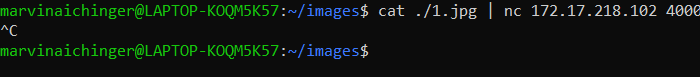 marvinaichinger@LAPTOP-KOQM5K57:~/images$ cat ./1.jpg | nc 172.17.218.102 4000
^C
marvinaichinger@LAPTOP-KOQM5K57:~/images$